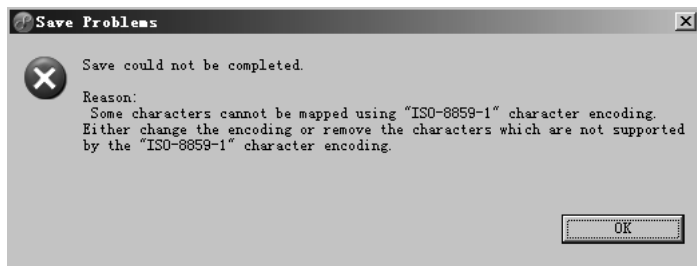 Save Problems
Save could not be completed.
Reason:
Some characters cannot be mapped using "ISO-8859-1" character encoding.
Either change the encoding or remove the characters which are not supported
by the "ISO-8859-1" character encoding.
OK